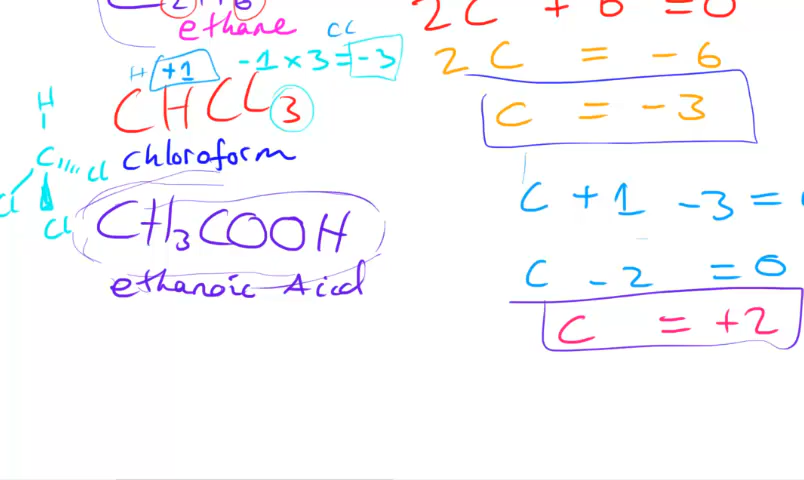 2C + 6 = 0
ethane
2C = -6
Cl
H +1 -1 × 3 = -3
CHCl3
C = -3
H
C Cl
Cl
Cl
chloroform
C + 1 - 3 =
CH3COOH
C - 2 = 0
ethanoic Acid
C = +2